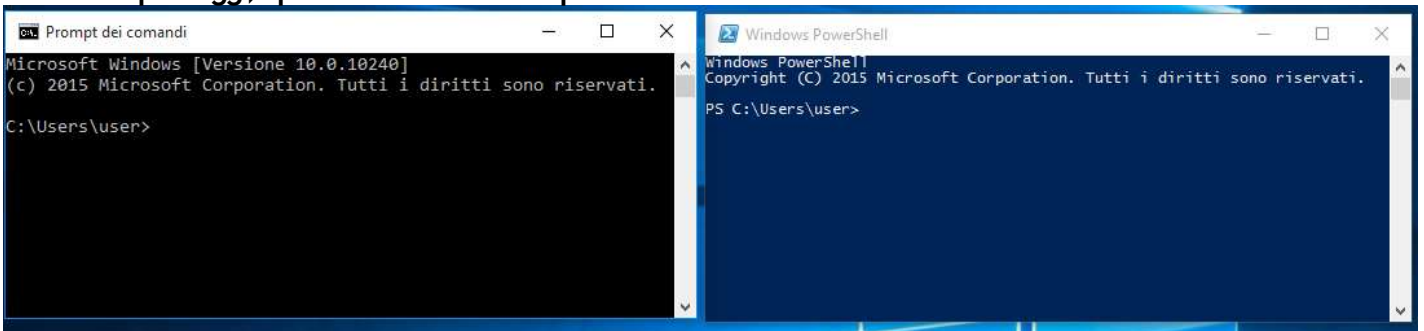 Prompt dei comandi
Microsoft Windows [Versione 10.0.10240]
(c) 2015 Microsoft Corporation. Tutti i diritti sono riservati.
C:\Users\user>
Windows PowerShell
Windows PowerShell
Copyright (C) 2015 Microsoft Corporation. Tutti i diritti sono riservati.
PS C:\Users\user>